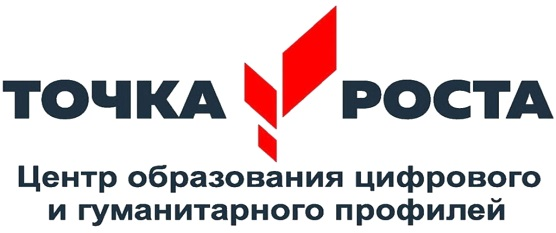 ТОЧКА РОСТА
Центр образования цифрового
и гуманитарного профилей